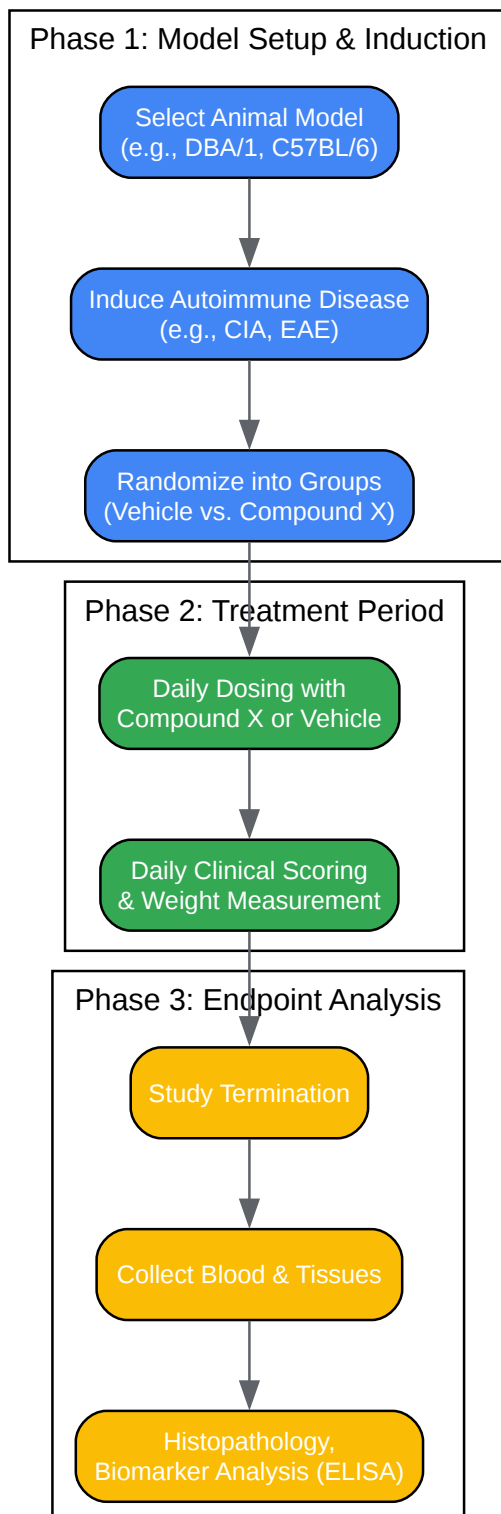 Phase 1: Model Setup & Induction
Select Animal Model
(e.g., DBA/1, C57BL/6)
Induce Autoimmune Disease
(e.g., CIA, EAE)
Randomize into Groups
(Vehicle vs. Compound X)
Phase 2: Treatment Period
Daily Dosing with
Compound X or Vehicle
Daily Clinical Scoring
& Weight Measurement
Phase 3: Endpoint Analysis
Study Termination
Collect Blood & Tissues
Histopathology,
Biomarker Analysis (ELISA)